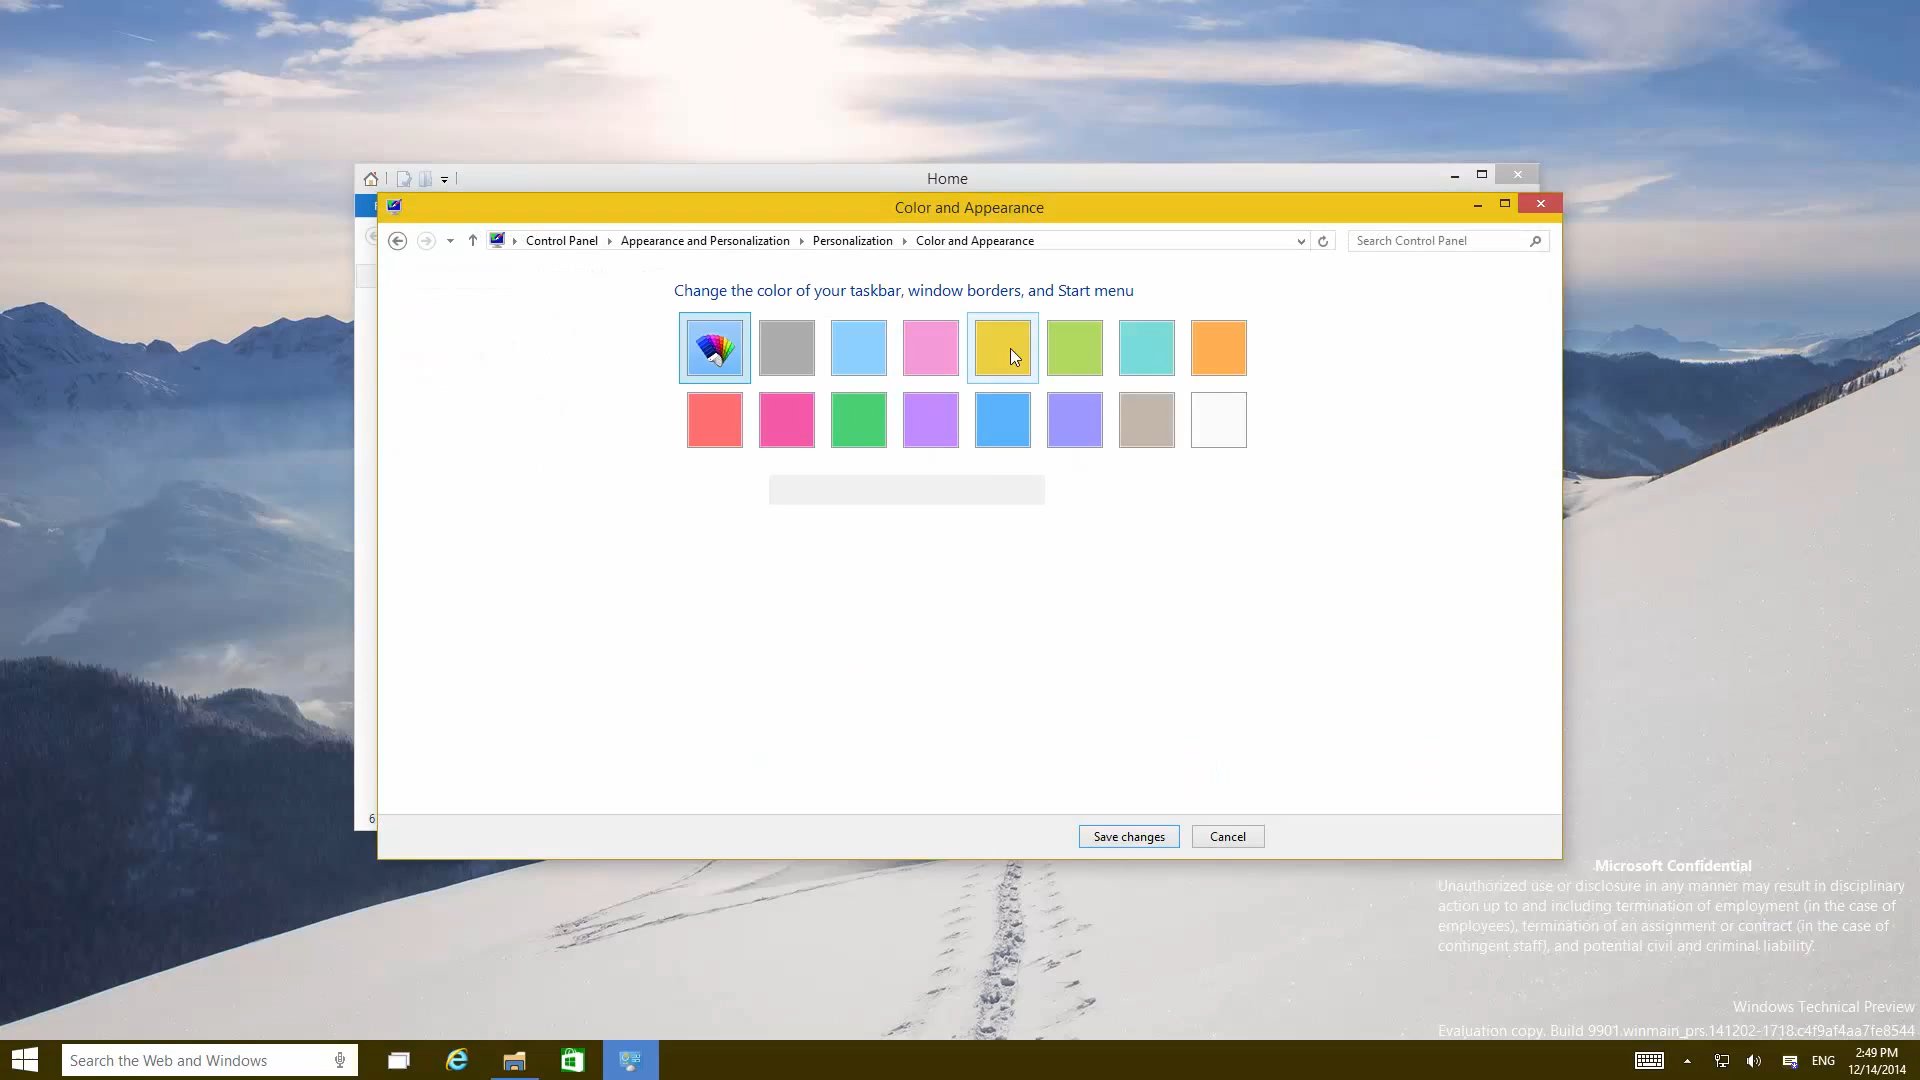 Home
Color and Appearance
Control Panel Appearance and Personalization Personalization Color and Appearance
Search Control Panel
Change the color of your taskbar, window borders, and Start menu
6
Save changes
Cancel
Microsoft Confidential
Unauthorized use or disclosure in any manner may result in disciplinary
action up to and including termination of employment (in the case of
employees), termination of an assignment or contract (in the case of
contingent staff), and potential civil and criminal liability.
Windows Technical Preview
Evaluation copy. Build 9901.winmain_prs.141202-1718.c4f9af4aa7fe8544
Search the Web and Windows
ENG
2:49 PM
12/14/2014